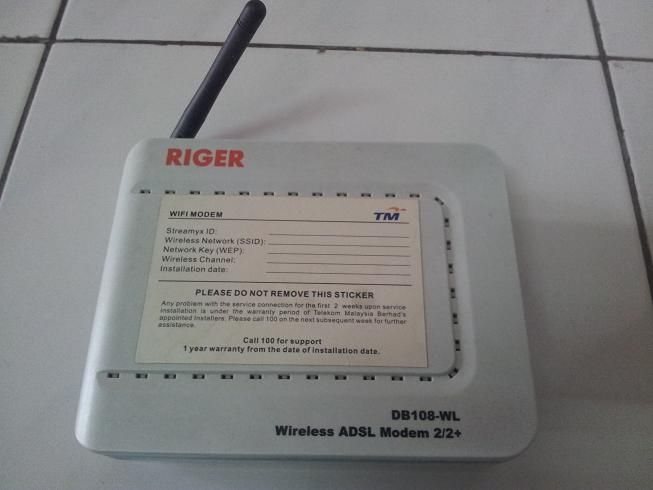 RIGER
WIFI MODEM
TM
Streamyx ID:
Wireless Network (SSID):
Network Key (WEP):
Wireless Channel:
Installation date:
PLEASE DO NOT REMOVE THIS STICKER
Any problem with the service connection for the first 2 weeks upon service
installation is under the warranty period of Telekom Malaysia Berhad's
appointed Installers. Please call 100 on the next subsequent week for further
assistance.
Call 100 for support
1 year warranty from the date of installation date.
DB108-WL
Wireless ADSL Modem 2/2+